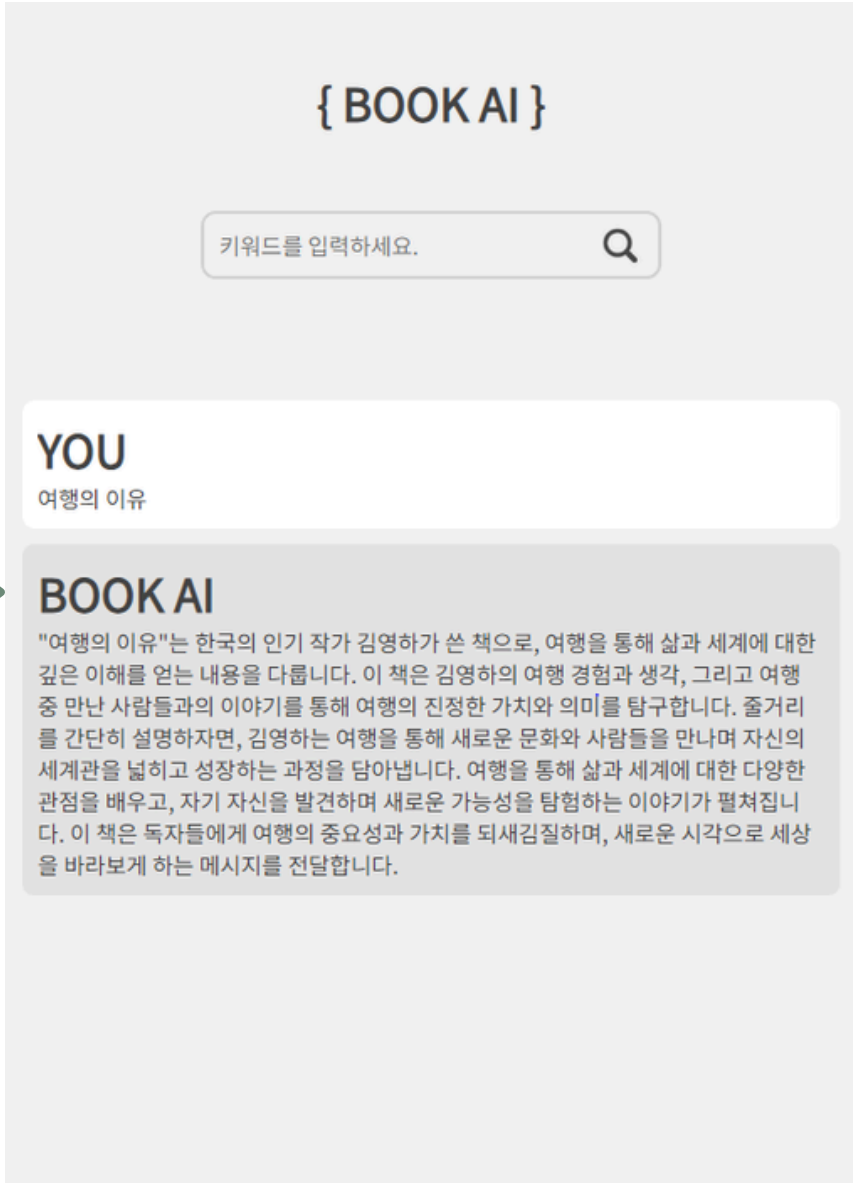 { BOOK AI }
키워드를 입력하세요.
YOU
여행의 이유
BOOK AI
"여행의 이유"는 한국의 인기 작가 김영하가 쓴 책으로, 여행을 통해 삶과 세계에 대한
깊은 이해를 얻는 내용을 다룹니다. 이 책은 김영하의 여행 경험과 생각, 그리고 여행
중 만난 사람들과의 이야기를 통해 여행의 진정한 가치와 의미를 탐구합니다. 줄거리
를 간단히 설명하자면, 김영하는 여행을 통해 새로운 문화와 사람들을 만나며 자신의
세계관을 넓히고 성장하는 과정을 담아냅니다. 여행을 통해 삶과 세계에 대한 다양한
관점을 배우고, 자기 자신을 발견하며 새로운 가능성을 탐험하는 이야기가 펼쳐집니
다. 이 책은 독자들에게 여행의 중요성과 가치를 되새김질하며, 새로운 시각으로 세상
을 바라보게 하는 메시지를 전달합니다.